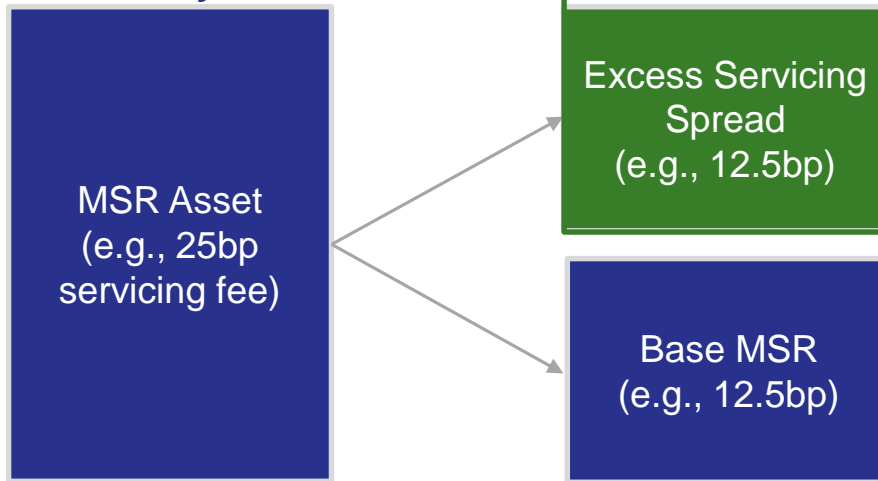 MSR Asset
(e.g., 25bp
servicing fee)
Excess Servicing
Spread
(e.g., 12.5bp)
Base MSR
(e.g., 12.5bp)